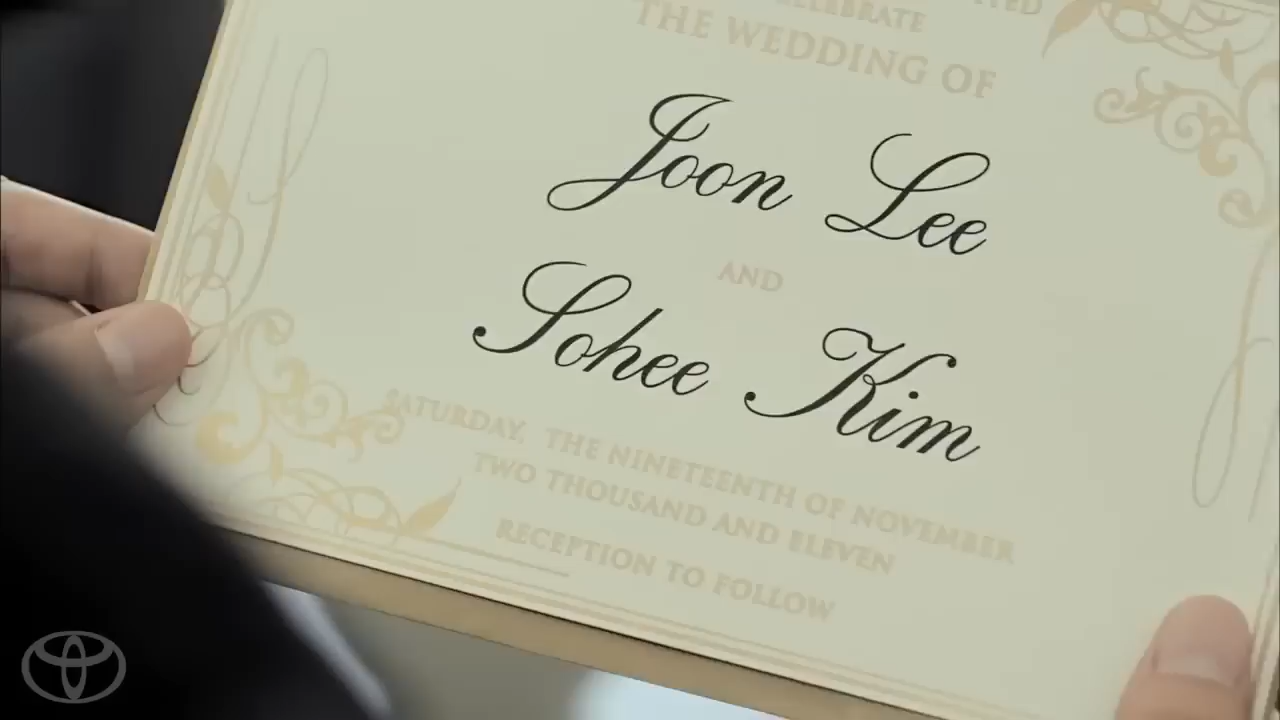 CELEBRATE
THE WEDDING OF
Joon Lee
AND
Sohee Kim
SATURDAY, THE NINETEENTH OF NOVEMBER
TWO THOUSAND AND ELEVEN
RECEPTION TO FOLLOW